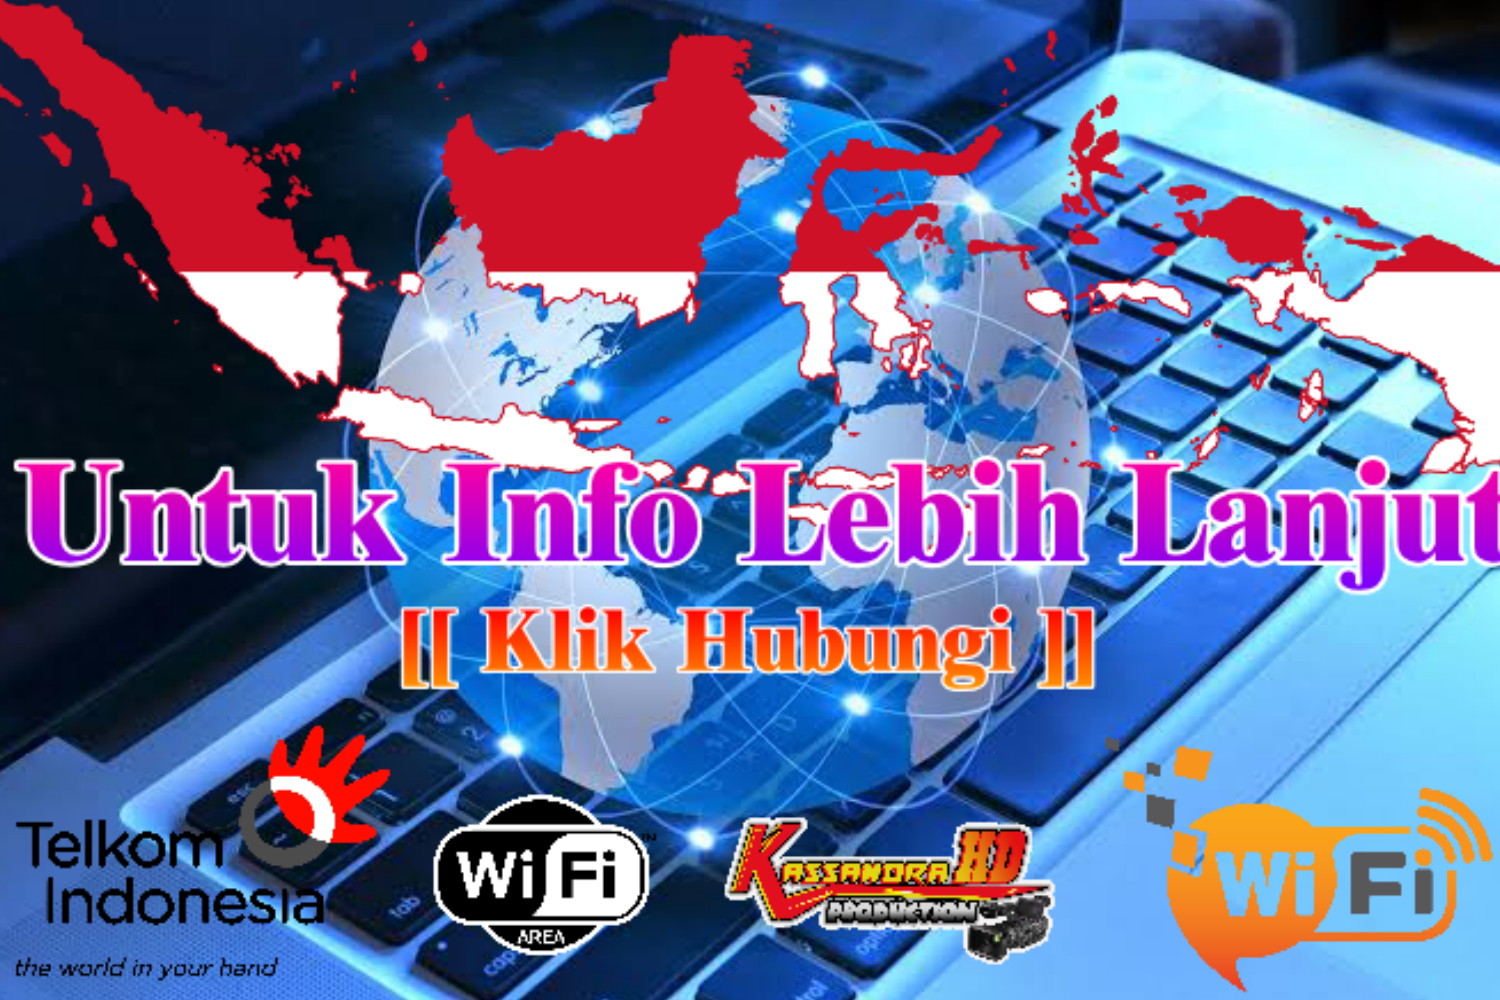 Untuk Info Lebih Lanjut
[[ Klik Hubungi ]]
Telkom
Indonesia
the world in your hand
WiFi
AREA
KASSANDRA HD
PRODUCTION
WiFi